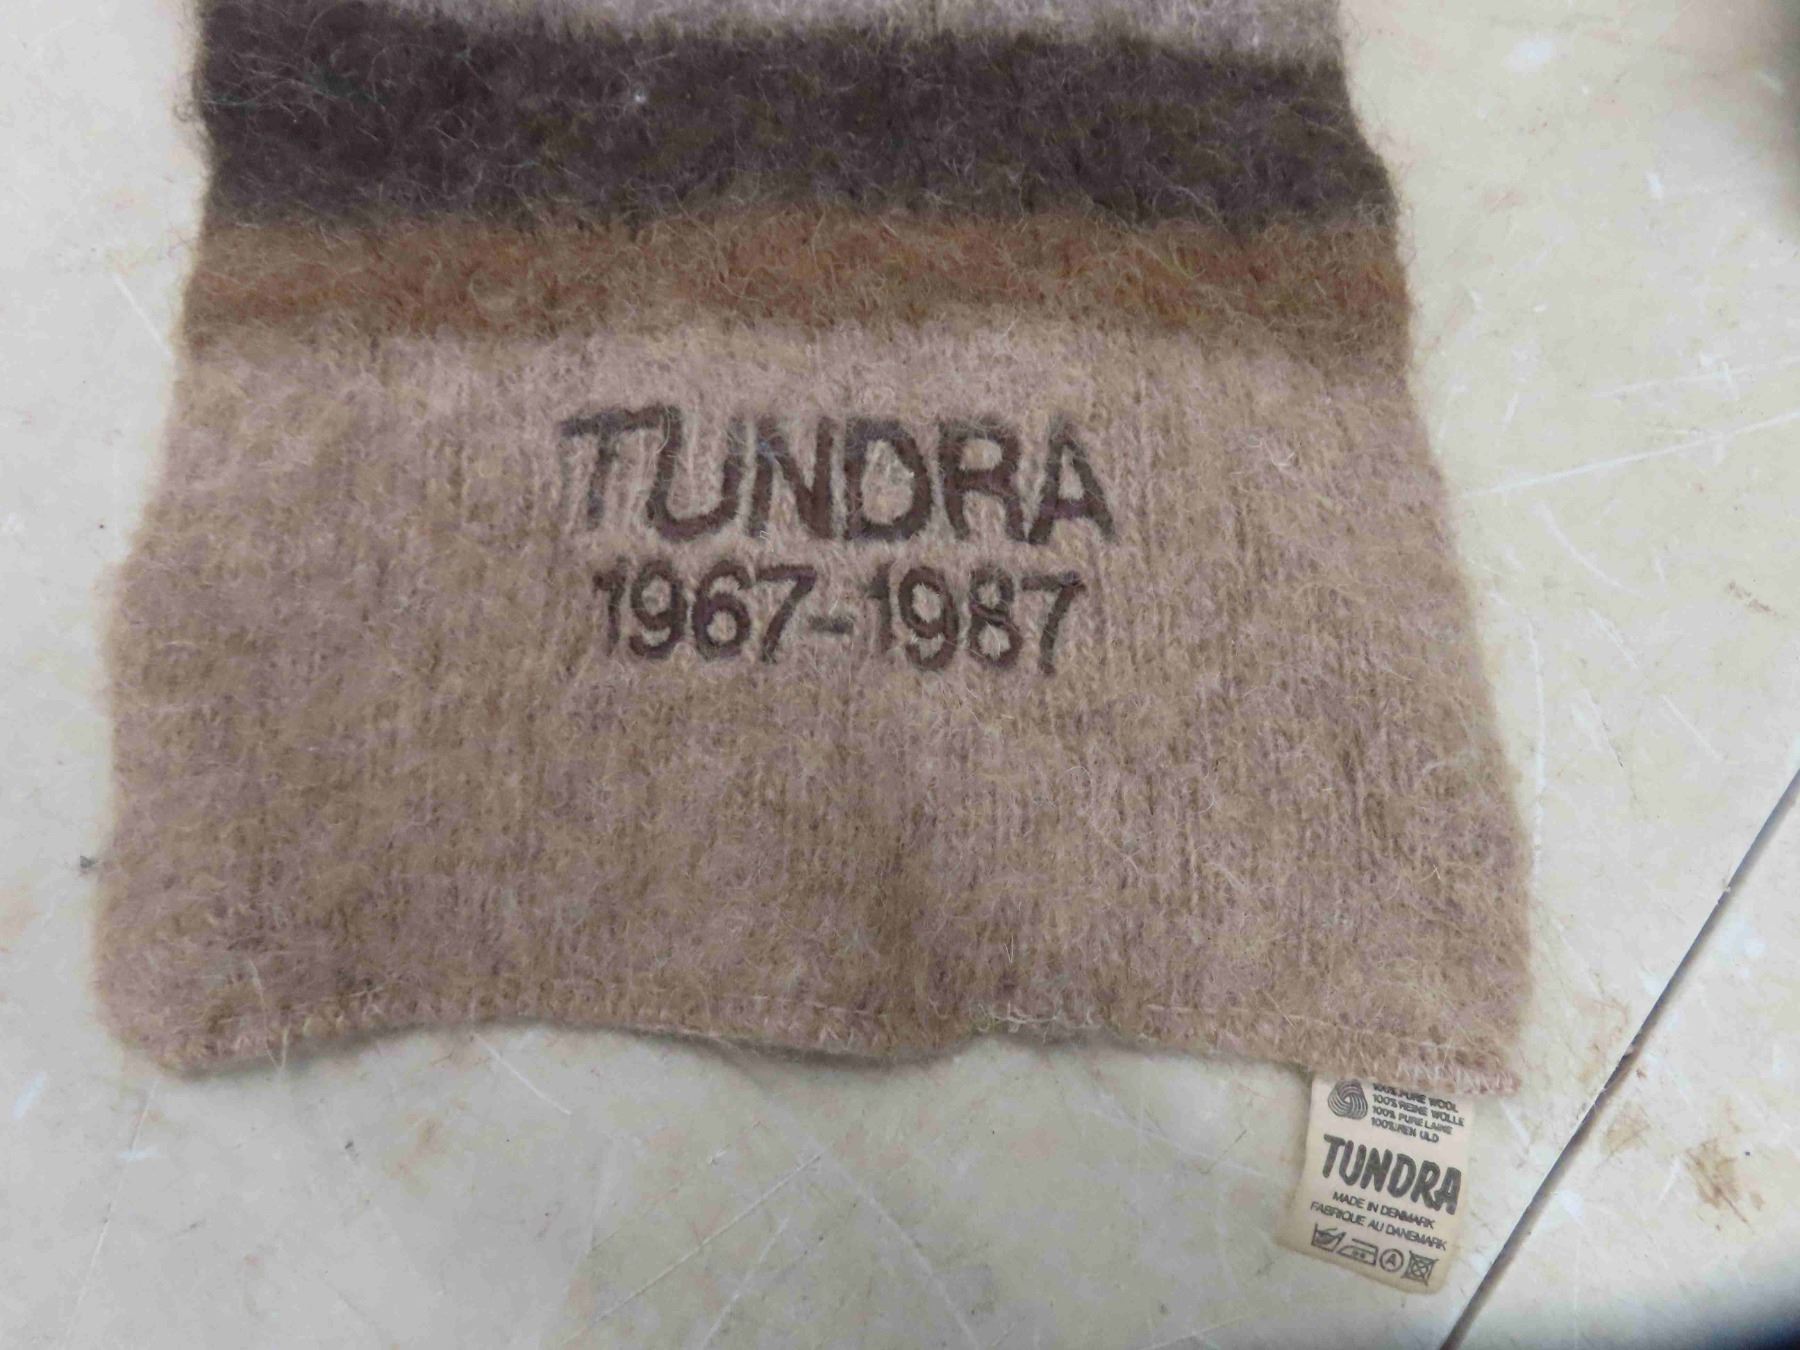 TUNDRA
1967-1987
100% PURE WOOL
100% REINE WOLLE
100% PURE LAINE
100% REN ULD
TUNDRA
MADE IN DENMARK
FABRIQUE AU DANEMARK
A